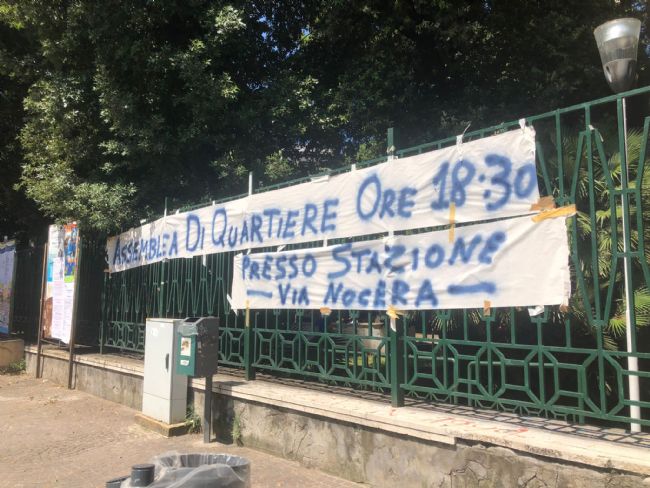 ASSEMBLEA DI QUARTIERE ORE 18:30
PRESSO STAZIONE
- VIA NOCERA -